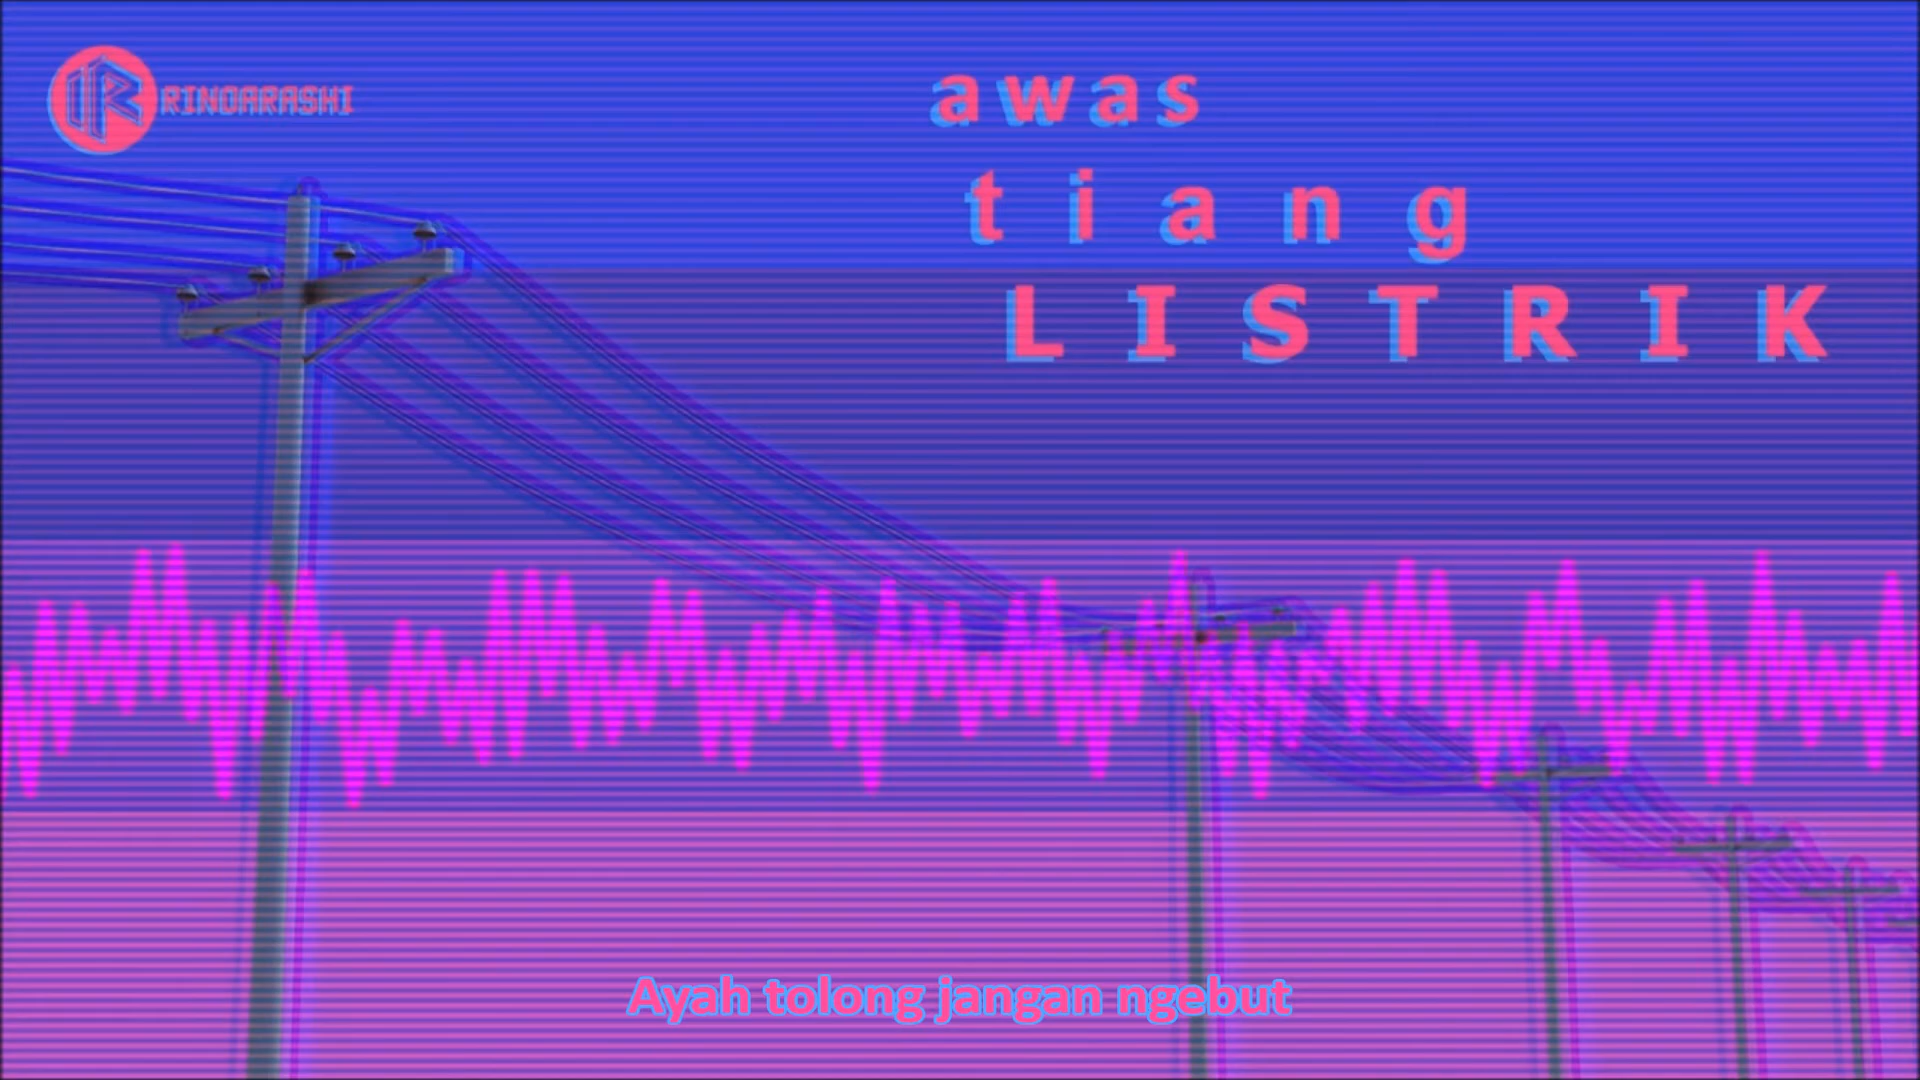 RINDARASHI
awas
tiang
LISTRIK
Ayah tolong jangan ngebut